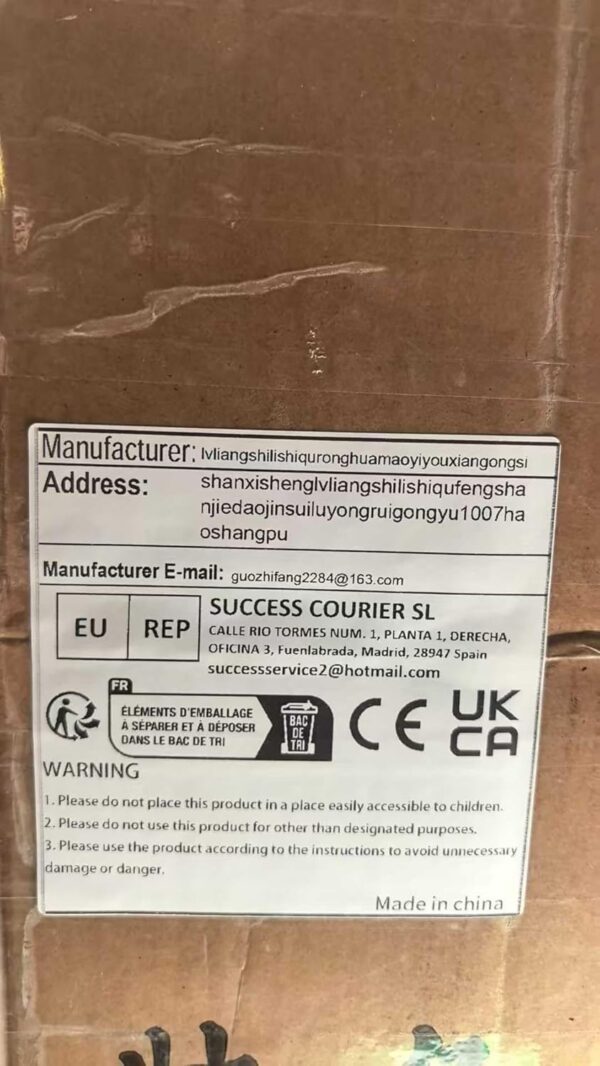 Manufacturer: lvliangshilishiquronghuamaoyiyouxiangongsi
Address: shanxishenglvliangshilishiqufengsha
njiedaojinsuiluyongruigongyu1007ha
oshangpu
Manufacturer E-mail: guozhifang2284@163.com
EU REP
SUCCESS COURIER SL
CALLE RIO TORMES NUM. 1, PLANTA 1, DERECHA,
OFICINA 3, Fuenlabrada, Madrid, 28947 Spain
successservice2@hotmail.com
FR
ÉLÉMENTS D'EMBALLAGE
À SÉPARER ET À DÉPOSER
DANS LE BAC DE TRI
BAC
DE
TRI
CE
UK
CA
WARNING
1. Please do not place this product in a place easily accessible to children.
2. Please do not use this product for other than designated purposes.
3. Please use the product according to the instructions to avoid unnecessary
damage or danger.
Made in china